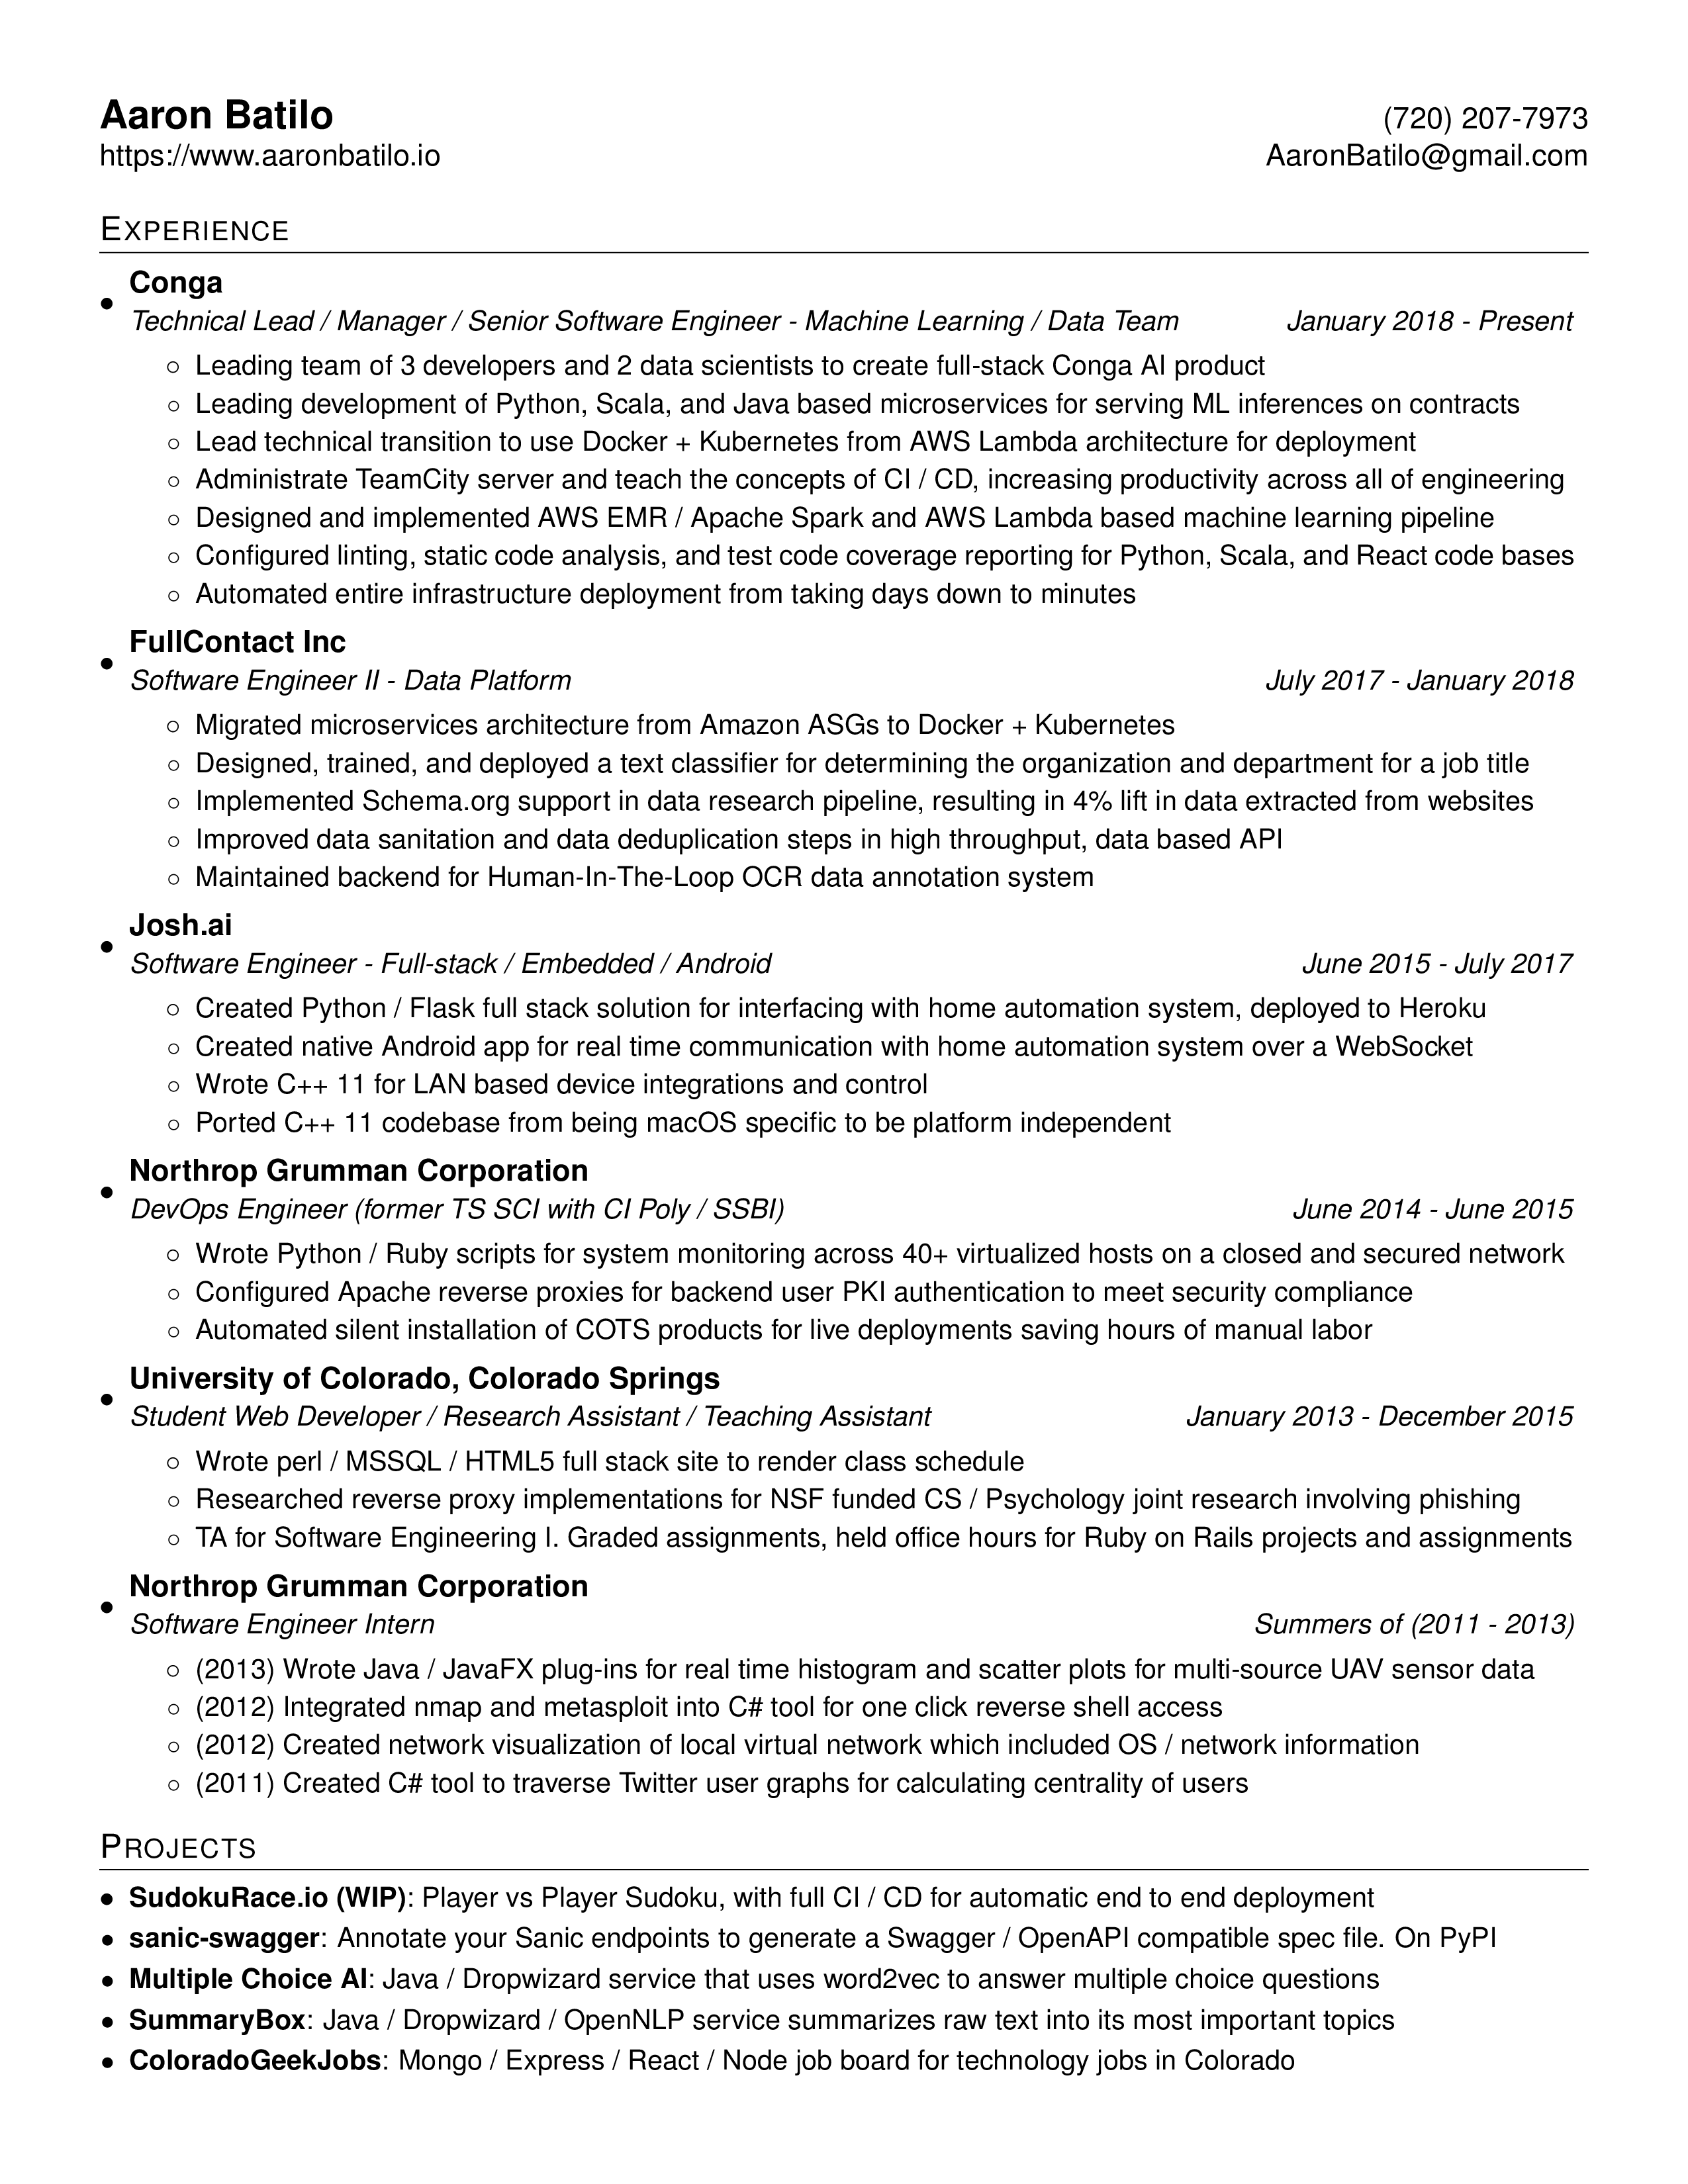 Aaron Batilo (720) 207-7973
https://www.aaronbatilo.io AaronBatilo@gmail.com
EXPERIENCE
• Conga
Technical Lead / Manager / Senior Software Engineer - Machine Learning / Data Team January 2018 - Present
◦ Leading team of 3 developers and 2 data scientists to create full-stack Conga AI product
◦ Leading development of Python, Scala, and Java based microservices for serving ML inferences on contracts
◦ Lead technical transition to use Docker + Kubernetes from AWS Lambda architecture for deployment
◦ Administrate TeamCity server and teach the concepts of CI / CD, increasing productivity across all of engineering
◦ Designed and implemented AWS EMR / Apache Spark and AWS Lambda based machine learning pipeline
◦ Configured linting, static code analysis, and test code coverage reporting for Python, Scala, and React code bases
◦ Automated entire infrastructure deployment from taking days down to minutes
• FullContact Inc
Software Engineer II - Data Platform July 2017 - January 2018
◦ Migrated microservices architecture from Amazon ASGs to Docker + Kubernetes
◦ Designed, trained, and deployed a text classifier for determining the organization and department for a job title
◦ Implemented Schema.org support in data research pipeline, resulting in 4% lift in data extracted from websites
◦ Improved data sanitation and data deduplication steps in high throughput, data based API
◦ Maintained backend for Human-In-The-Loop OCR data annotation system
• Josh.ai
Software Engineer - Full-stack / Embedded / Android June 2015 - July 2017
◦ Created Python / Flask full stack solution for interfacing with home automation system, deployed to Heroku
◦ Created native Android app for real time communication with home automation system over a WebSocket
◦ Wrote C++ 11 for LAN based device integrations and control
◦ Ported C++ 11 codebase from being macOS specific to be platform independent
• Northrop Grumman Corporation
DevOps Engineer (former TS SCI with CI Poly / SSBI) June 2014 - June 2015
◦ Wrote Python / Ruby scripts for system monitoring across 40+ virtualized hosts on a closed and secured network
◦ Configured Apache reverse proxies for backend user PKI authentication to meet security compliance
◦ Automated silent installation of COTS products for live deployments saving hours of manual labor
• University of Colorado, Colorado Springs
Student Web Developer / Research Assistant / Teaching Assistant January 2013 - December 2015
◦ Wrote perl / MSSQL / HTML5 full stack site to render class schedule
◦ Researched reverse proxy implementations for NSF funded CS / Psychology joint research involving phishing
◦ TA for Software Engineering I. Graded assignments, held office hours for Ruby on Rails projects and assignments
• Northrop Grumman Corporation
Software Engineer Intern Summers of (2011 - 2013)
◦ (2013) Wrote Java / JavaFX plug-ins for real time histogram and scatter plots for multi-source UAV sensor data
◦ (2012) Integrated nmap and metasploit into C# tool for one click reverse shell access
◦ (2012) Created network visualization of local virtual network which included OS / network information
◦ (2011) Created C# tool to traverse Twitter user graphs for calculating centrality of users
PROJECTS
• SudokuRace.io (WIP): Player vs Player Sudoku, with full CI / CD for automatic end to end deployment
• sanic-swagger: Annotate your Sanic endpoints to generate a Swagger / OpenAPI compatible spec file. On PyPI
• Multiple Choice AI: Java / Dropwizard service that uses word2vec to answer multiple choice questions
• SummaryBox: Java / Dropwizard / OpenNLP service summarizes raw text into its most important topics
• ColoradoGeekJobs: Mongo / Express / React / Node job board for technology jobs in Colorado